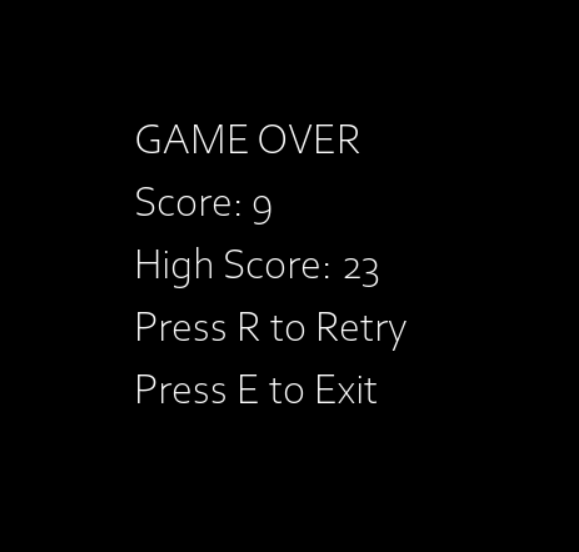 GAME OVER
Score: 9
High Score: 23
Press R to Retry
Press E to Exit